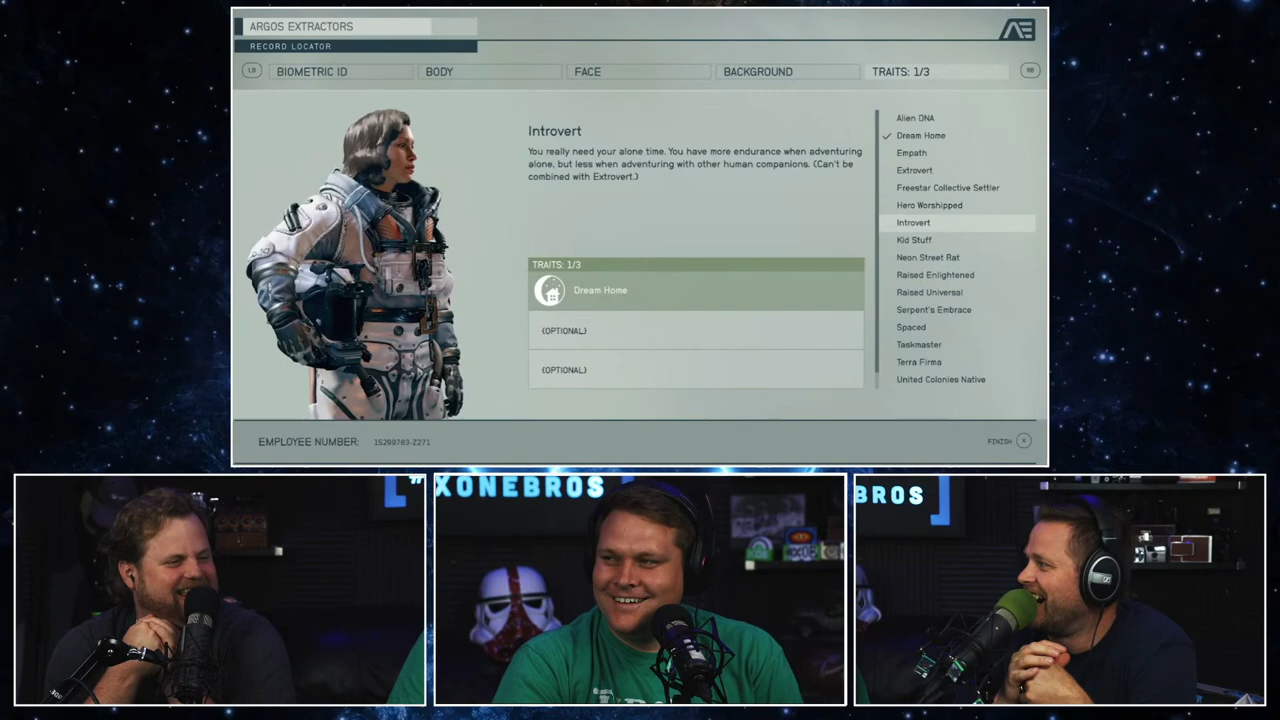 ARGOS EXTRACTORS
RECORD LOCATOR
LB
BIOMETRIC ID
BODY
FACE
BACKGROUND
TRAITS: 1/3
RB
Introvert
You really need your alone time. You have more endurance when adventuring
alone, but less when adventuring with other human companions. (Can't be
combined with Extrovert.)
TRAITS: 1/3
Dream Home
{OPTIONAL}
{OPTIONAL}
Alien DNA
Dream Home
Empath
Extrovert
Freestar Collective Settler
Hero Worshipped
Introvert
Kid Stuff
Neon Street Rat
Raised Enlightened
Raised Universal
Serpent's Embrace
Spaced
Taskmaster
Terra Firma
United Colonies Native
EMPLOYEE NUMBER: 15299783-Z271
FINISH X
XONEBROS
BROS